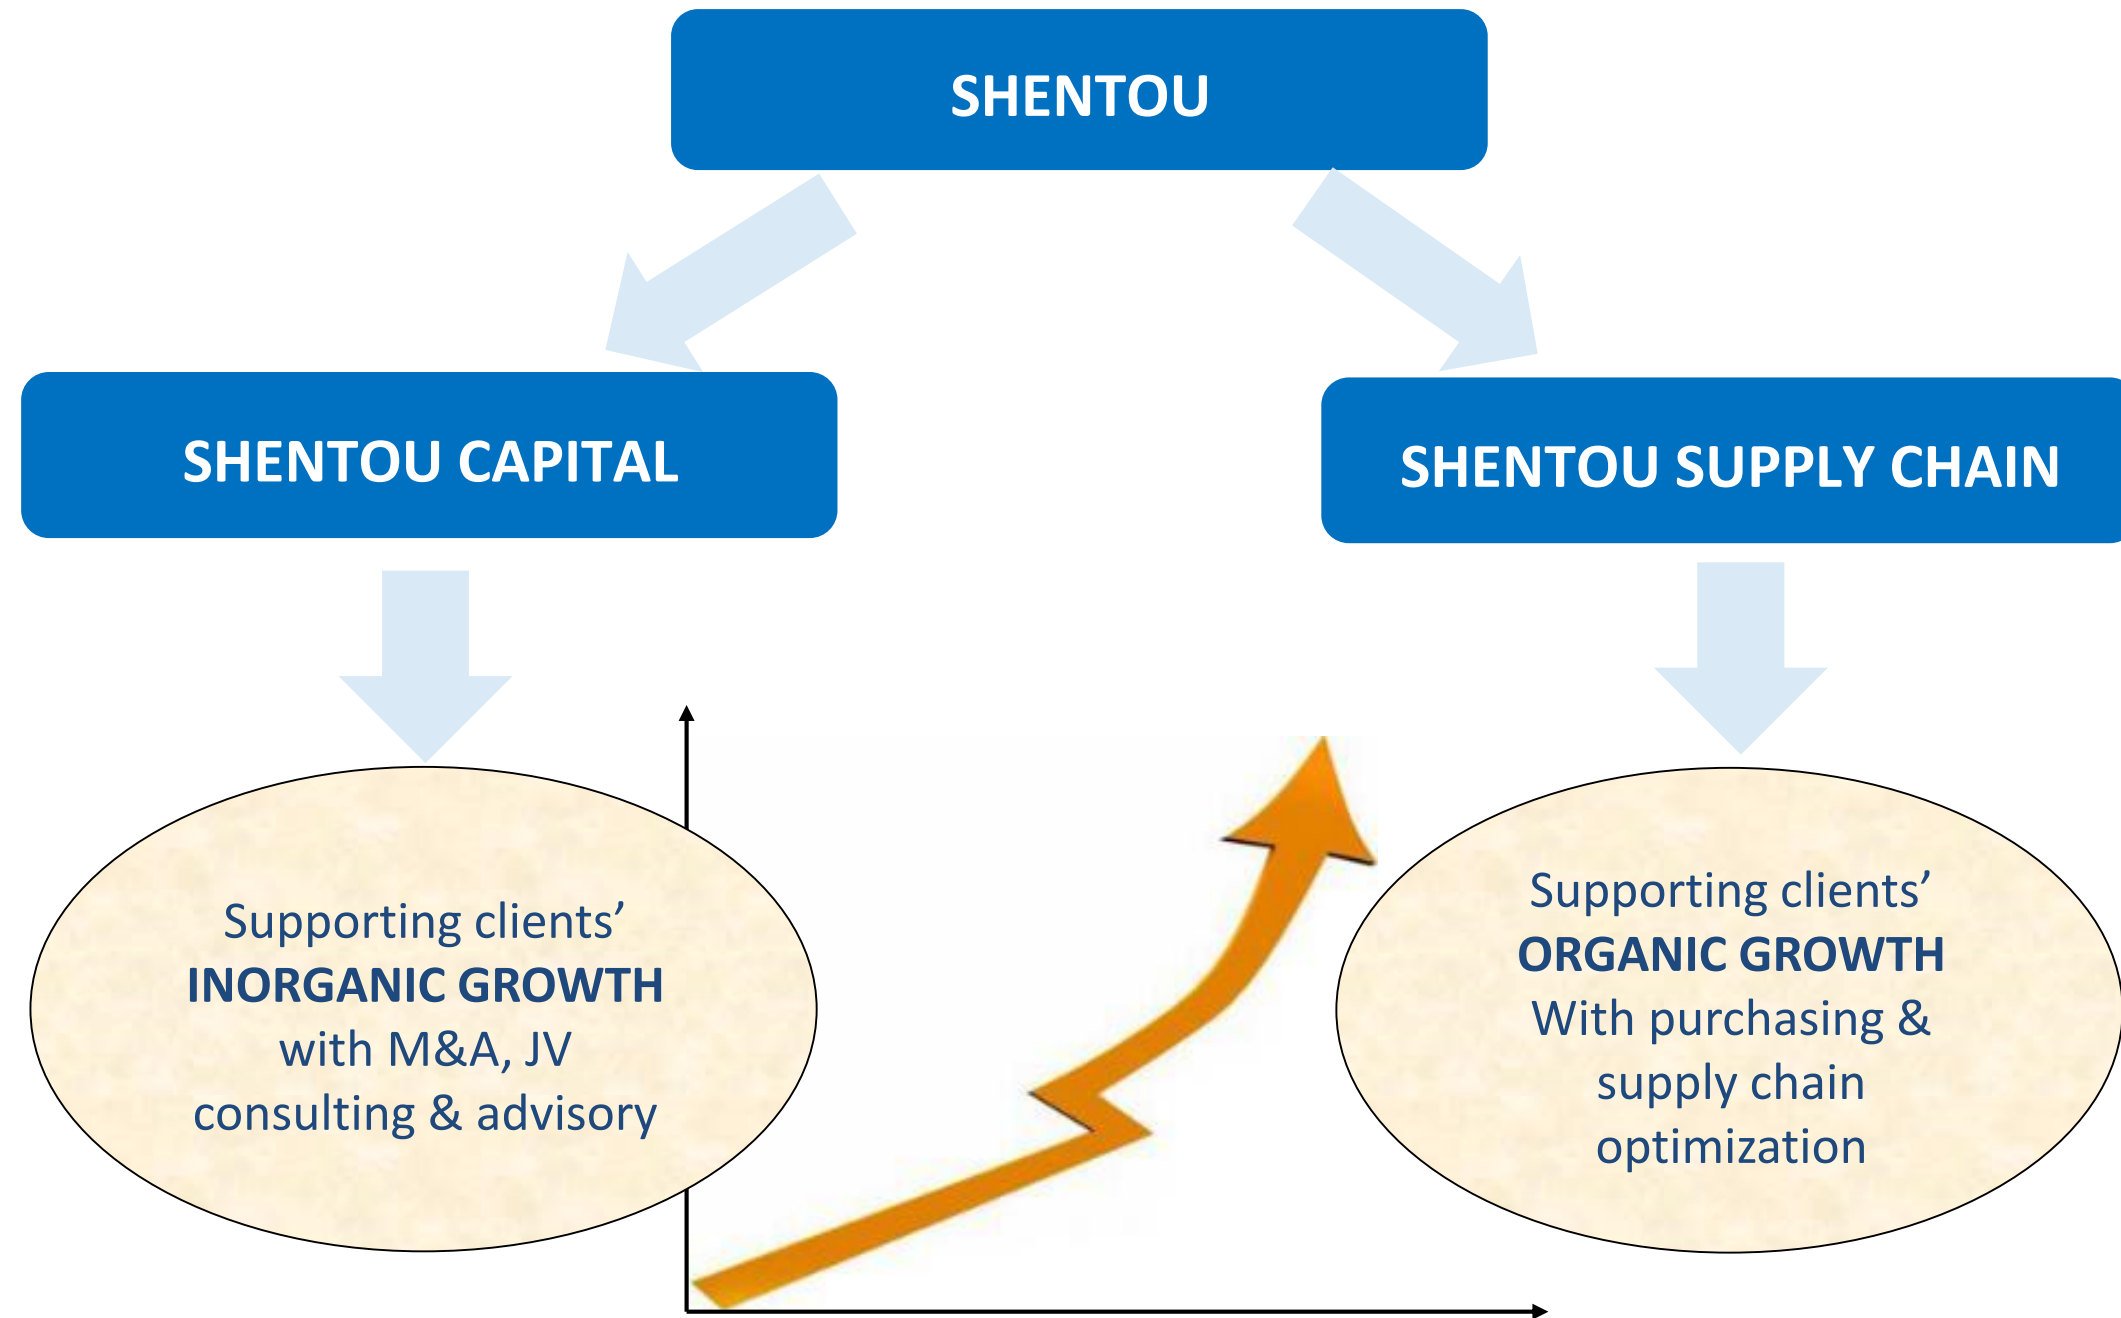 SHENTOU
SHENTOU CAPITAL
SHENTOU SUPPLY CHAIN
Supporting clients’
INORGANIC GROWTH
with M&A, JV
consulting & advisory
Supporting clients’
ORGANIC GROWTH
With purchasing &
supply chain
optimization